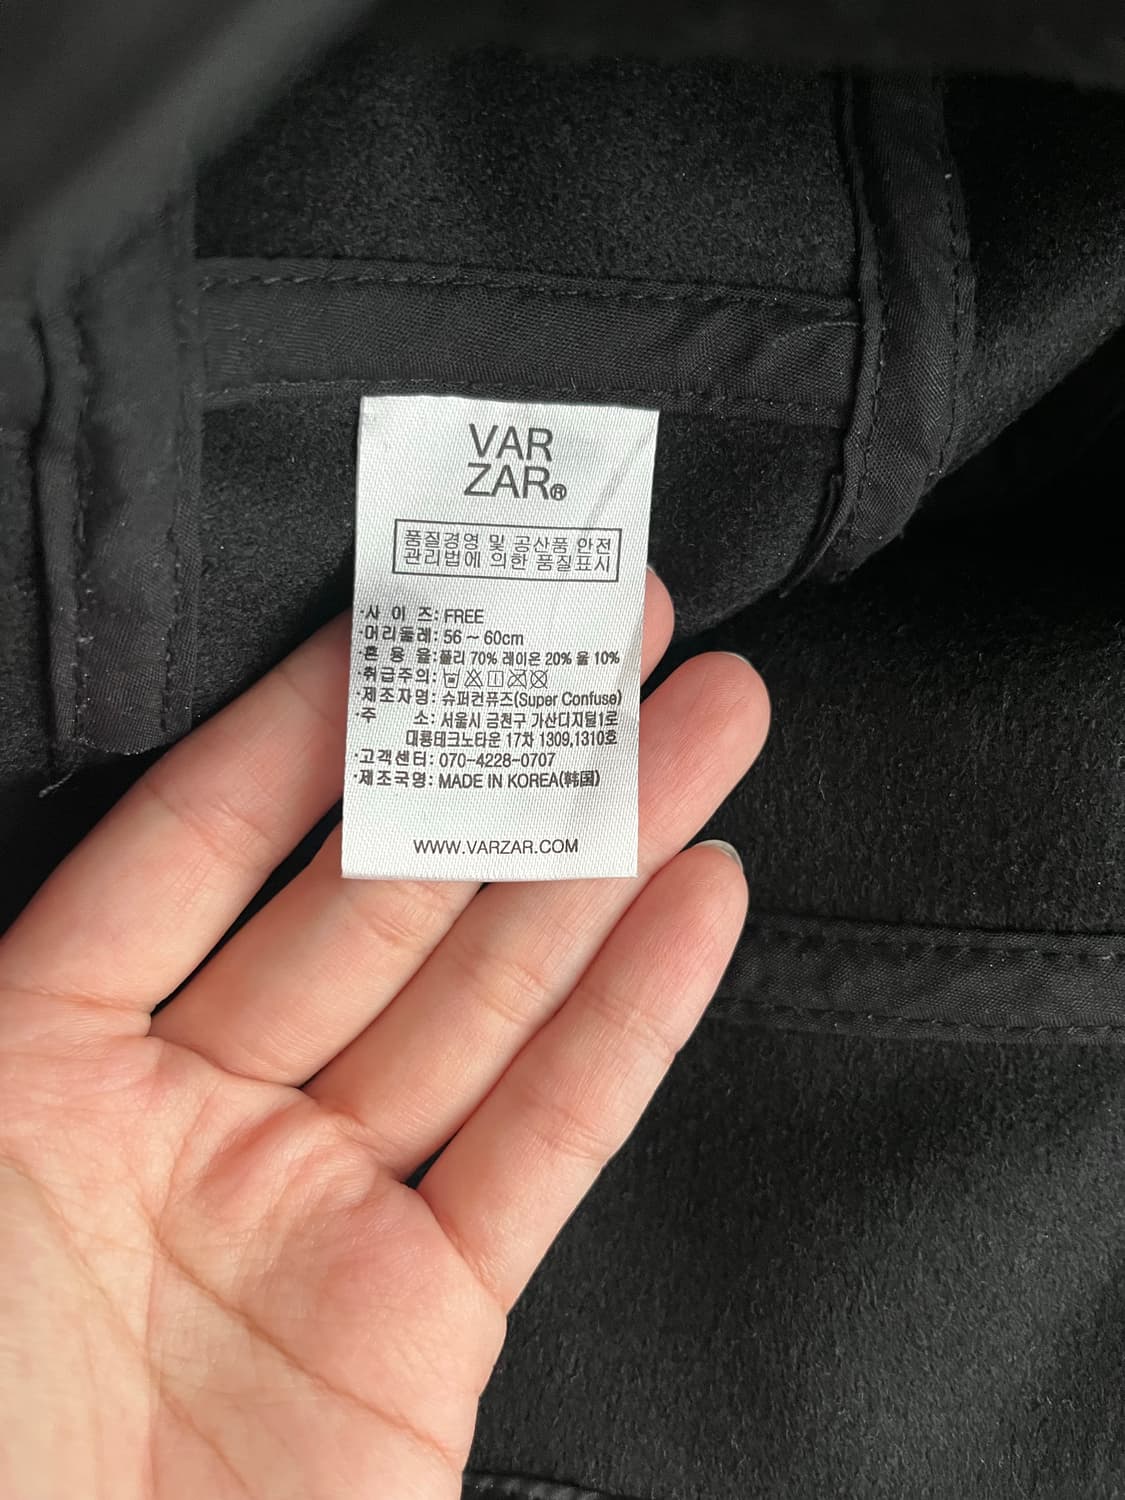 VAR
ZAR®
품질경영 및 공산품 안전
관리법에 의한 품질표시
·사 이 즈: FREE
·머리둘레: 56 ~ 60cm
·혼 용 율: 폴리 70% 레이온 20% 울 10%
·취급주의:
·제조자명: 슈퍼컨퓨즈(Super Confuse)
·주 소: 서울시 금천구 가산디지털1로
대룡테크노타운 17차 1309,1310호
·고객센터: 070-4228-0707
·제조국명: MADE IN KOREA(韩国)
WWW.VARZAR.COM